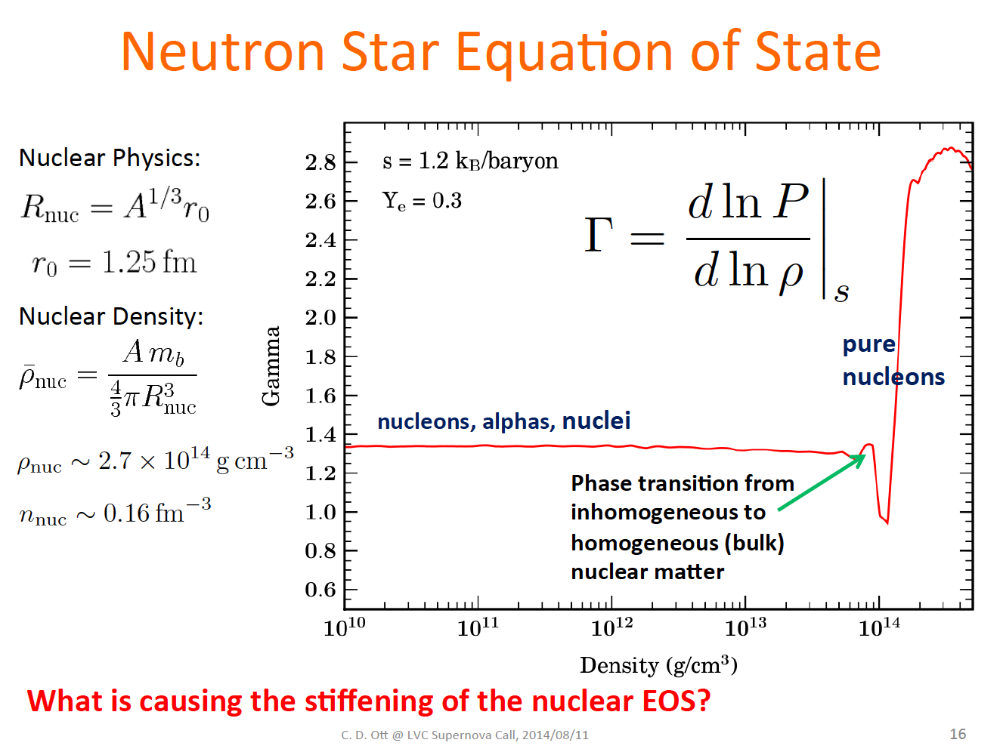 Neutron Star Equation of State
Nuclear Physics:
R_nuc = A^{1/3} r_0
r_0 = 1.25 fm
Nuclear Density:
ρ̄_nuc = A m_b / (4/3 π R^3_nuc)
ρ_nuc ∼ 2.7 × 10^14 g cm^−3
n_nuc ∼ 0.16 fm^−3
s = 1.2 k_B/baryon
Y_e = 0.3
Γ = d ln P / d ln ρ |_s
pure
nucleons
nucleons, alphas, nuclei
Phase transition from
inhomogeneous to
homogeneous (bulk)
nuclear matter
Gamma
2.8
2.6
2.4
2.2
2.0
1.8
1.6
1.4
1.2
1.0
0.8
0.6
10^10 10^11 10^12 10^13 10^14
Density (g/cm^3)
What is causing the stiffening of the nuclear EOS?
C. D. Ott @ LVC Supernova Call, 2014/08/11
16